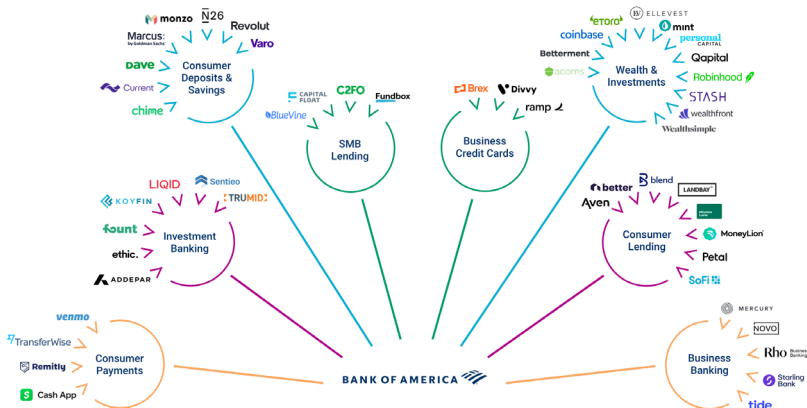 monzo
N26
Revolut
Varo
Marcus:
by Goldman Sachs
DAVE
Current
chime
Consumer
Deposits &
Savings
CAPITAL
FLOAT
C2FO
Fundbox
BlueVine
SMB
Lending
Brex
Divvy
ramp
Business
Credit Cards
eTORO
EV
ELLEVEST
mint
coinbase
personal
CAPITAL
Betterment
Qapital
acorns
Robinhood
STASH
wealthfront
Wealthsimple
Wealth &
Investments
LIQID
Sentieo
KOYFIN
TRUMID
fount
ethic.
ADDEPAR
Investment
Banking
better
blend
LANDBAY
Aven
MoneyLion
Petal
SoFi
Consumer
Lending
venmo
TransferWise
Remitly
Cash App
Consumer
Payments
MERCURY
NOVO
Rho
Business
Banking
Starling
Bank
tide
Business
Banking
BANK OF AMERICA